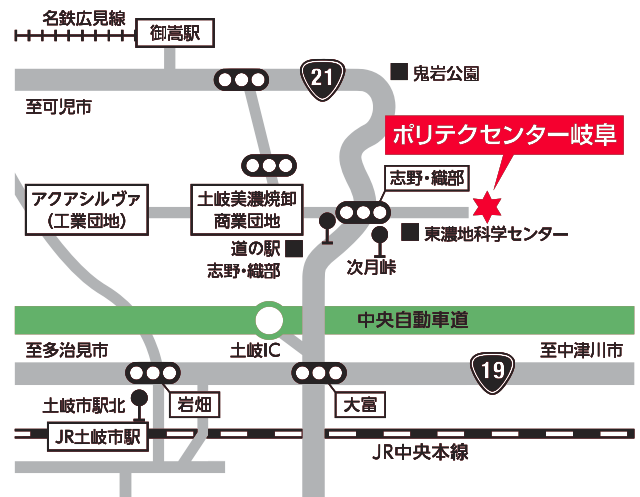 名鉄広見線
御嵩駅
21
鬼岩公園
至可児市
ポリテクセンター岐阜
志野・織部
アクアシルヴァ
（工業団地）
土岐美濃焼卸
商業団地
東濃地科学センター
道の駅
志野・織部
次月峠
中央自動車道
至多治見市
土岐IC
至中津川市
19
土岐市駅北
岩畑
大富
JR土岐市駅
JR中央本線